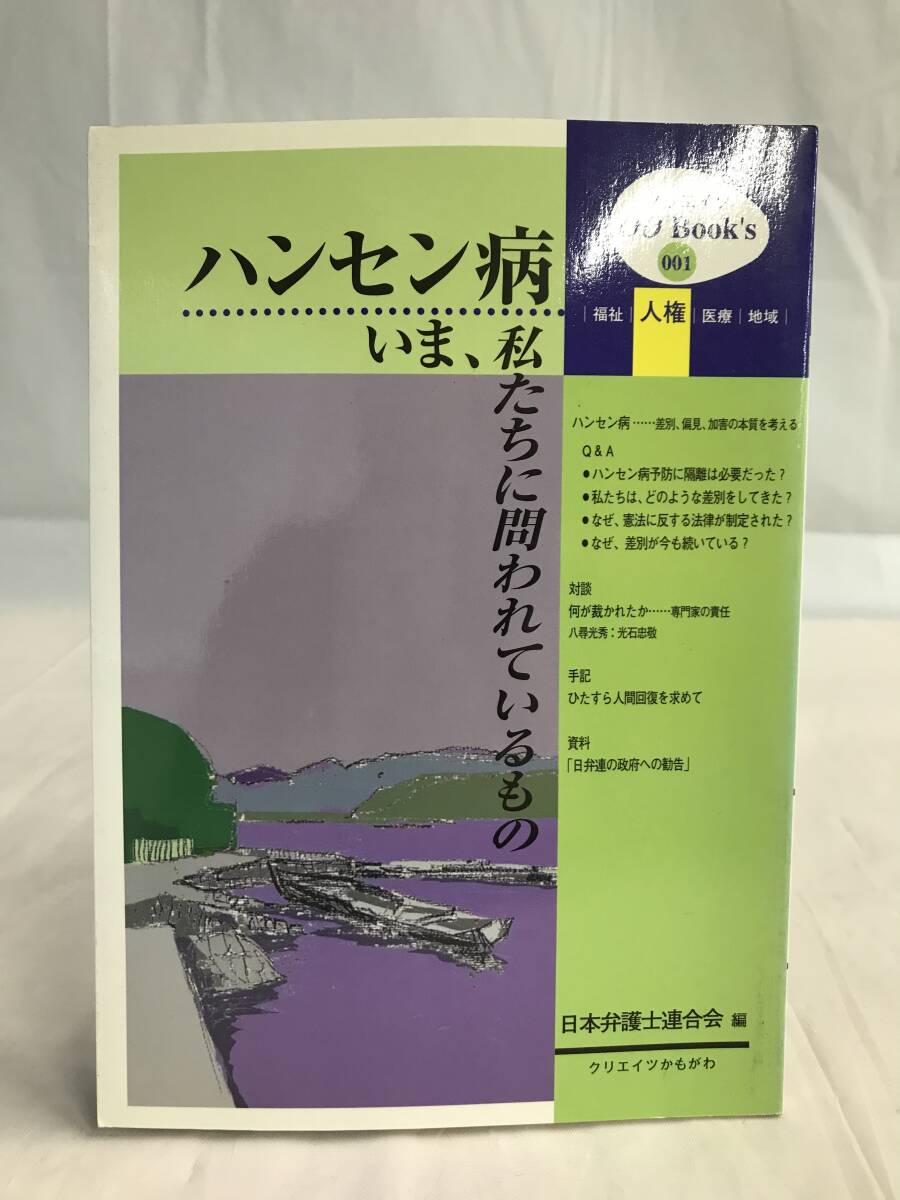 ハンセン病
いま、私たちに問われているもの
Book's
001
|福祉|人権|医療|地域|
ハンセン病……差別、偏見、加害の本質を考える
Q&A
●ハンセン病予防に隔離は必要だった?
●私たちは、どのような差別をしてきた?
●なぜ、憲法に反する法律が制定された?
●なぜ、差別が今も続いている?
対談
何が裁かれたか……専門家の責任
八尋光秀:光石忠敬
手記
ひたすら人間回復を求めて
資料
「日弁連の政府への勧告」
日本弁護士連合会 編
クリエイツかもがわ